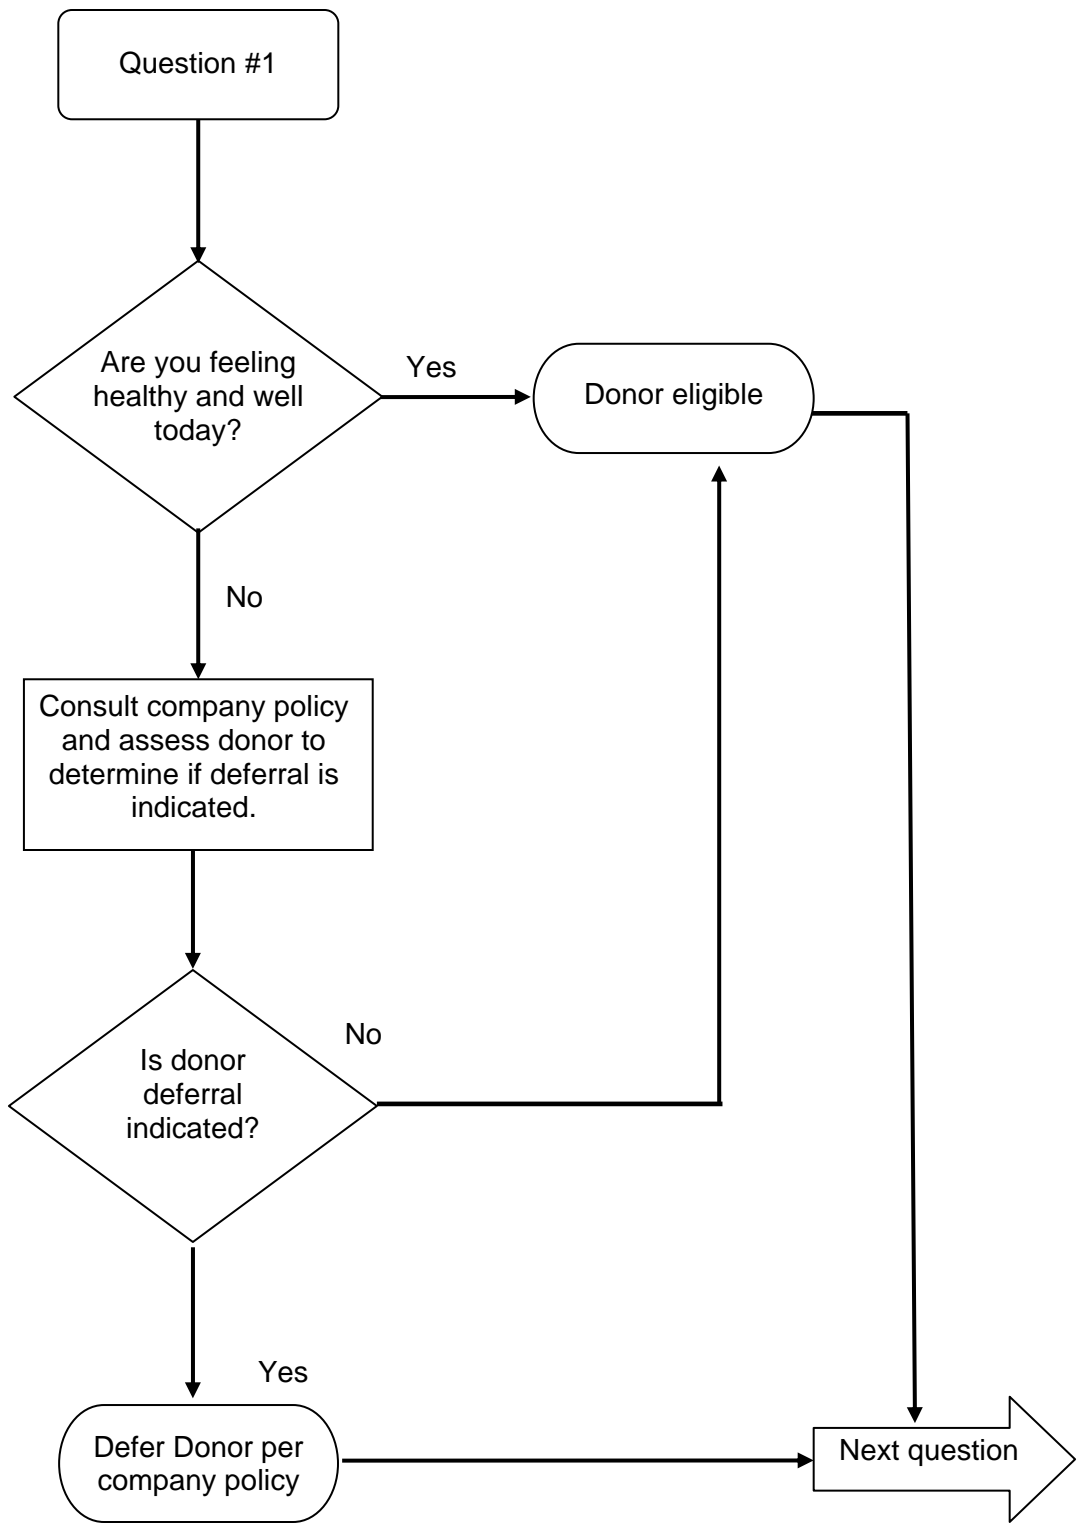 Question #1
Are you feeling
healthy and well
today?
Yes
Donor eligible
No
Consult company policy
and assess donor to
determine if deferral is
indicated.
No
Is donor
deferral
indicated?
Yes
Defer Donor per
company policy
Next question